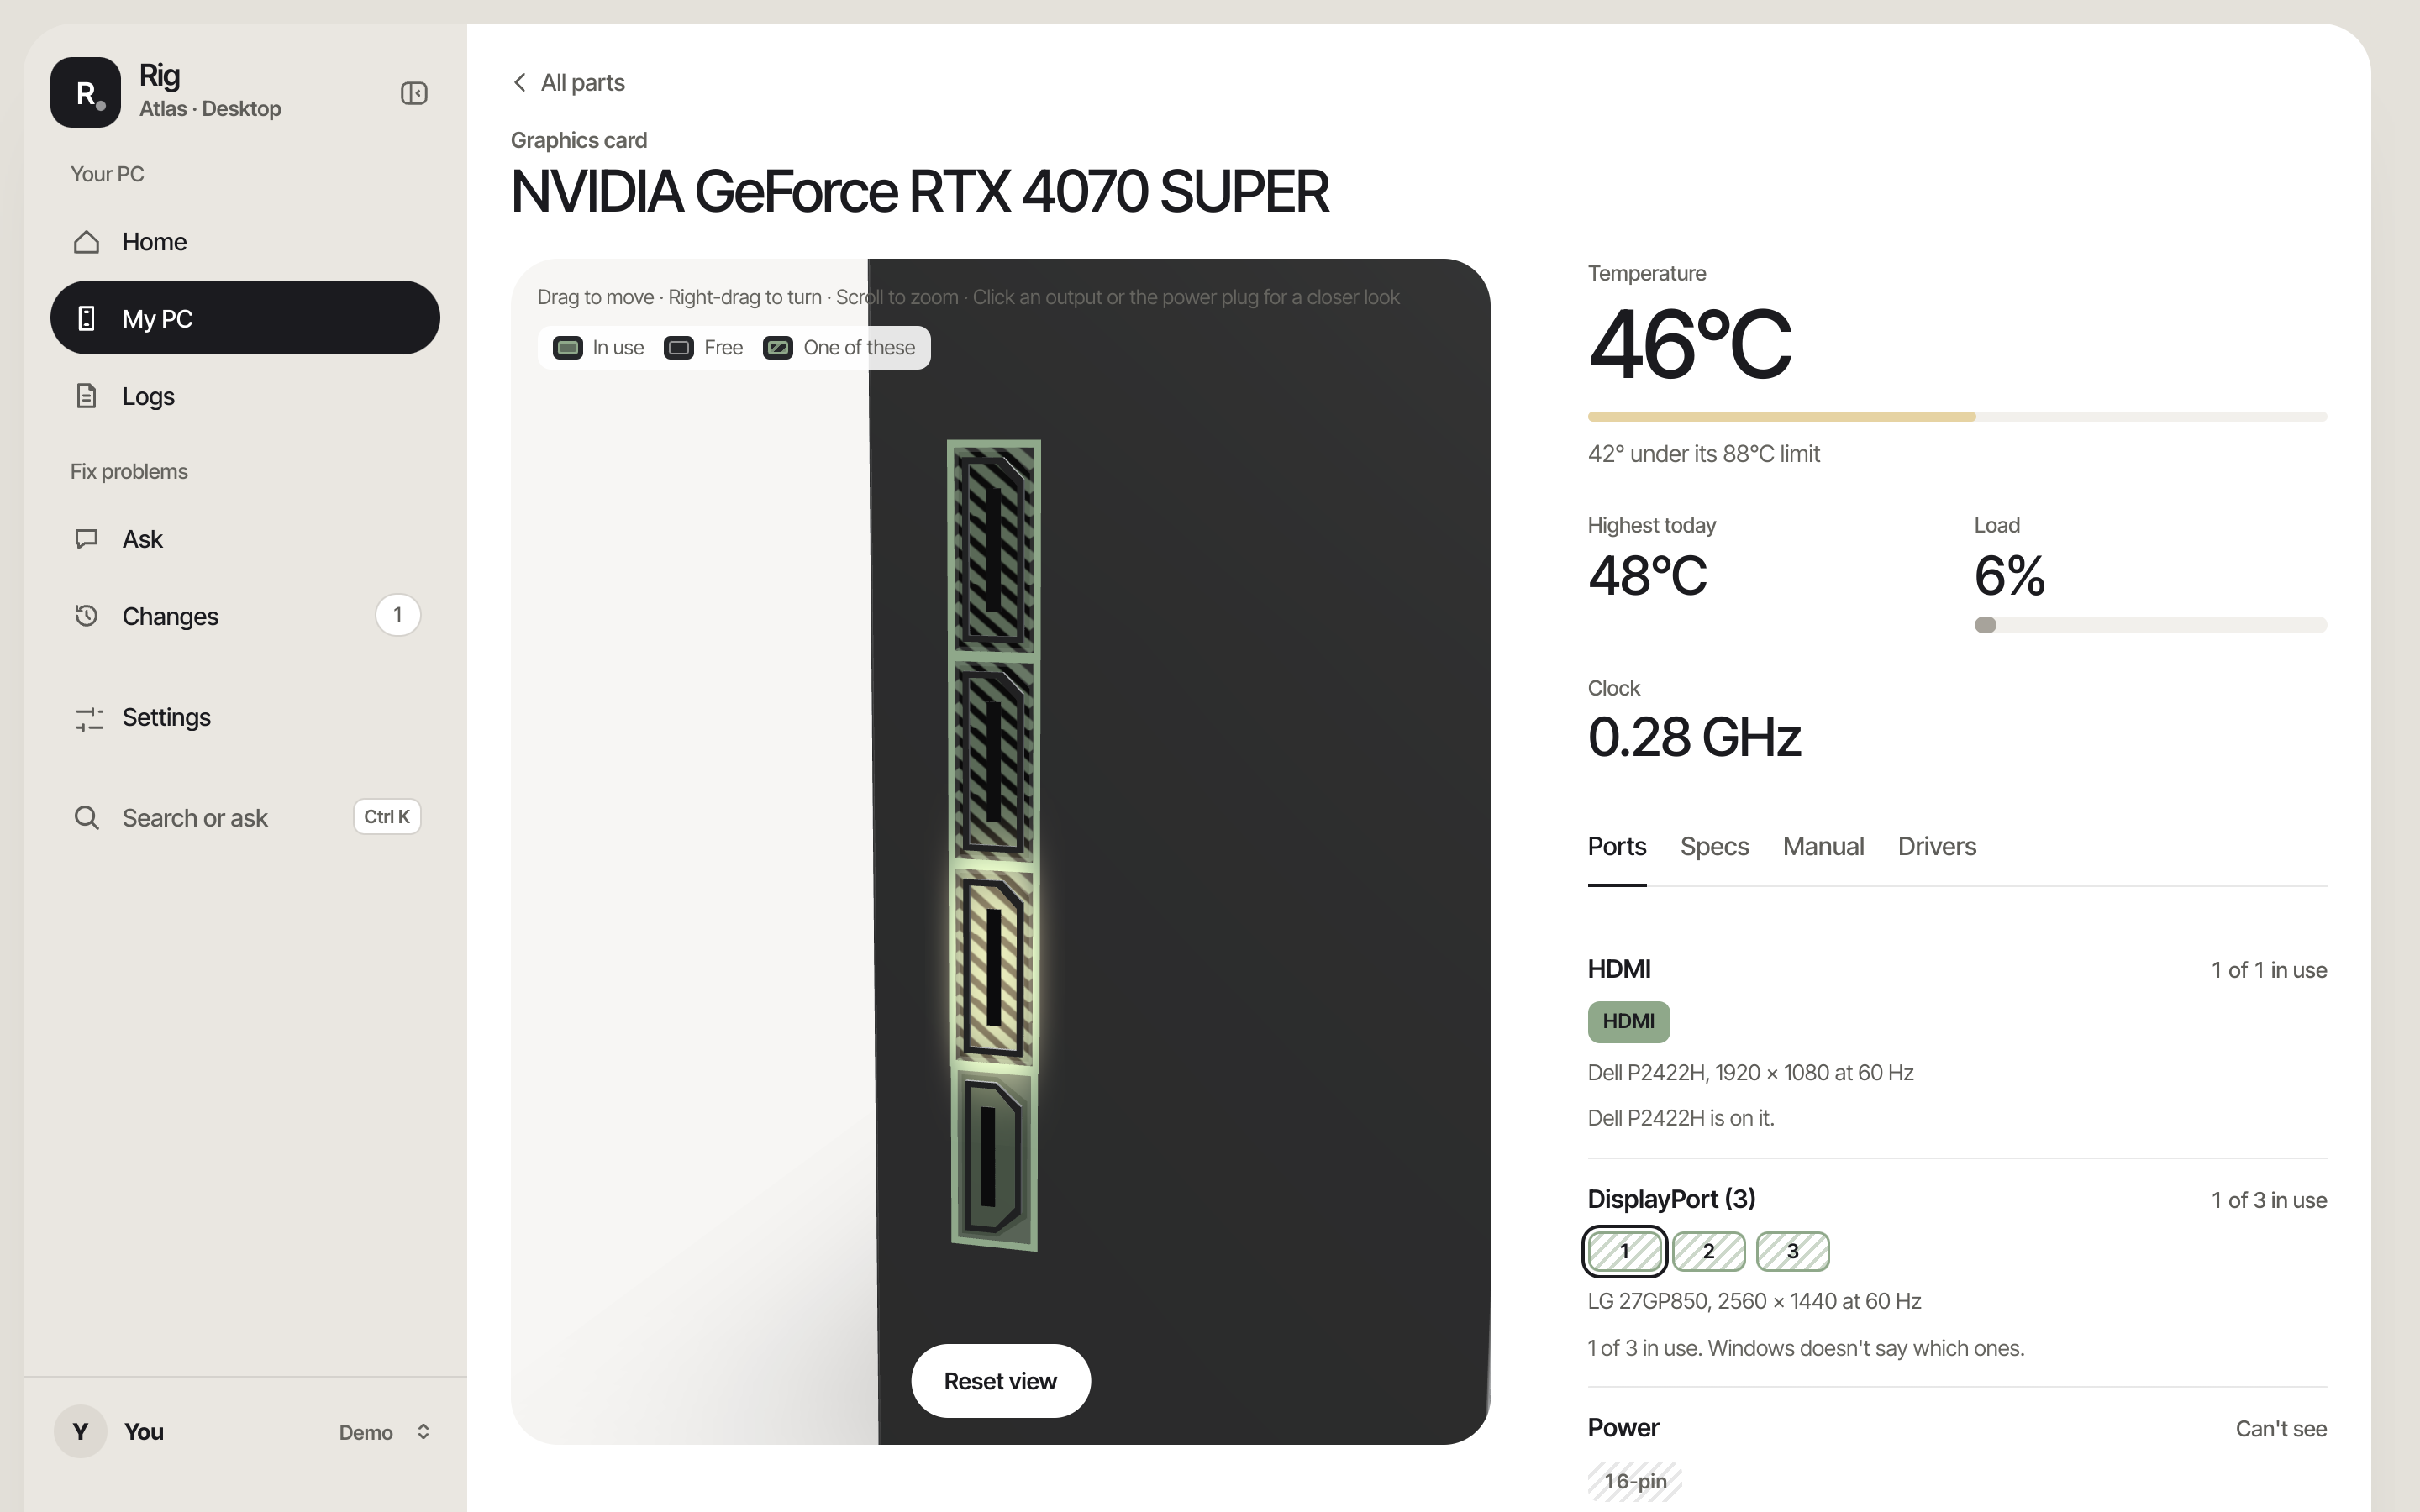 R.
Rig
Atlas · Desktop
Your PC
Home
My PC
Logs
Fix problems
Ask
Changes 1
Settings
Search or ask Ctrl K
Y You Demo
All parts
Graphics card
NVIDIA GeForce RTX 4070 SUPER
Drag to move · Right-drag to turn · Scroll to zoom · Click an output or the power plug for a closer look
In use Free One of these
Reset view
Temperature
46°C
42° under its 88°C limit
Highest today Load
48°C 6%
Clock
0.28 GHz
Ports Specs Manual Drivers
HDMI 1 of 1 in use
HDMI
Dell P2422H, 1920 × 1080 at 60 Hz
Dell P2422H is on it.
DisplayPort (3) 1 of 3 in use
1 2 3
LG 27GP850, 2560 × 1440 at 60 Hz
1 of 3 in use. Windows doesn't say which ones.
Power Can't see
16-pin